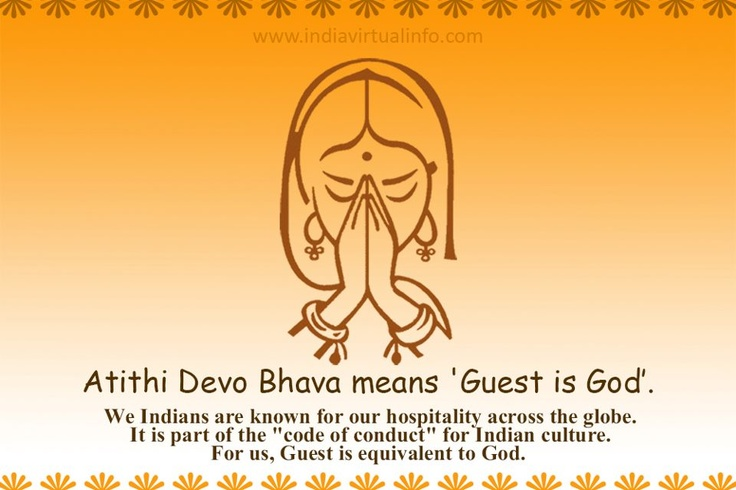 www.indiavirtualinfo.com
Atithi Devo Bhava means 'Guest is God'.
We Indians are known for our hospitality across the globe.
It is part of the "code of conduct" for Indian culture.
For us, Guest is equivalent to God.